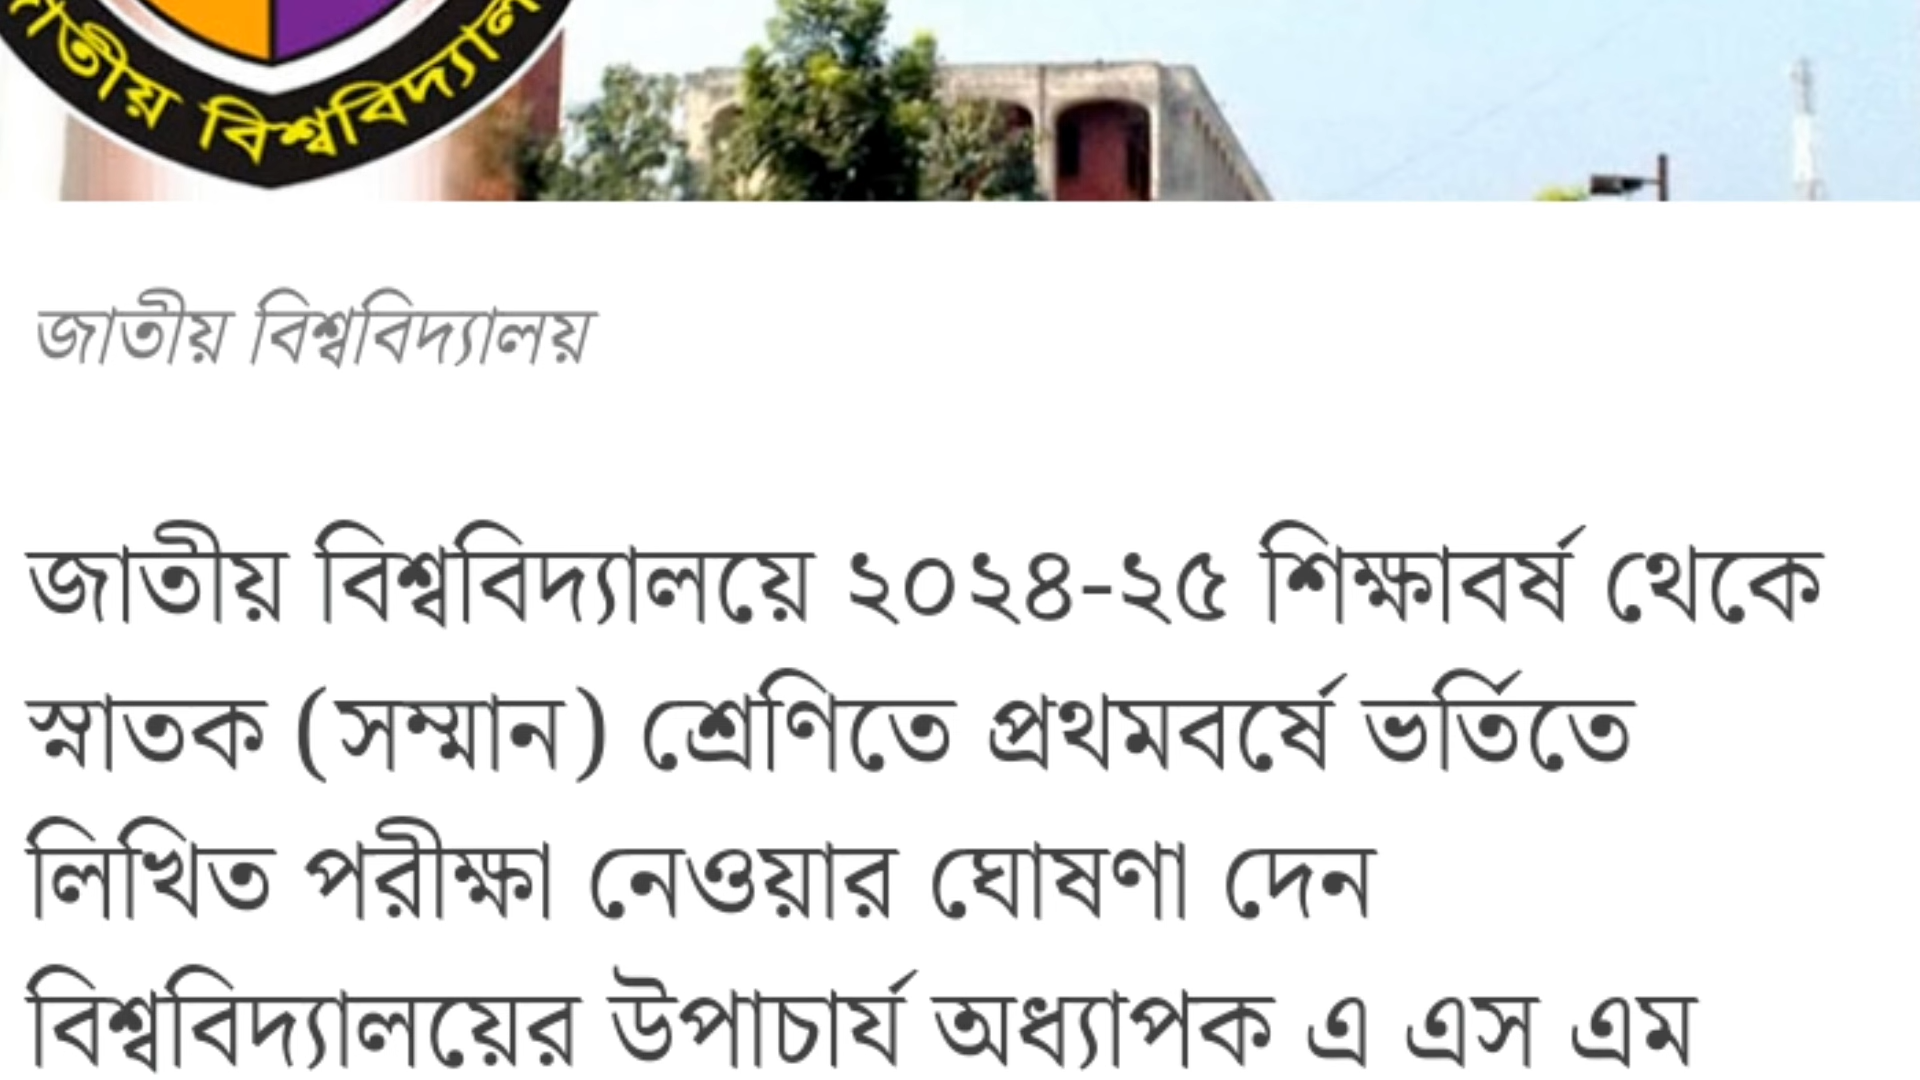 জাতীয় বিশ্ববিদ্যাল
জাতীয় বিশ্ববিদ্যালয়
জাতীয় বিশ্ববিদ্যালয়ে ২০২৪-২৫ শিক্ষাবর্ষ থেকে
স্নাতক (সম্মান) শ্রেণিতে প্রথমবর্ষে ভর্তিতে
লিখিত পরীক্ষা নেওয়ার ঘোষণা দেন
বিশ্ববিদ্যালয়ের উপাচার্য অধ্যাপক এ এস এম